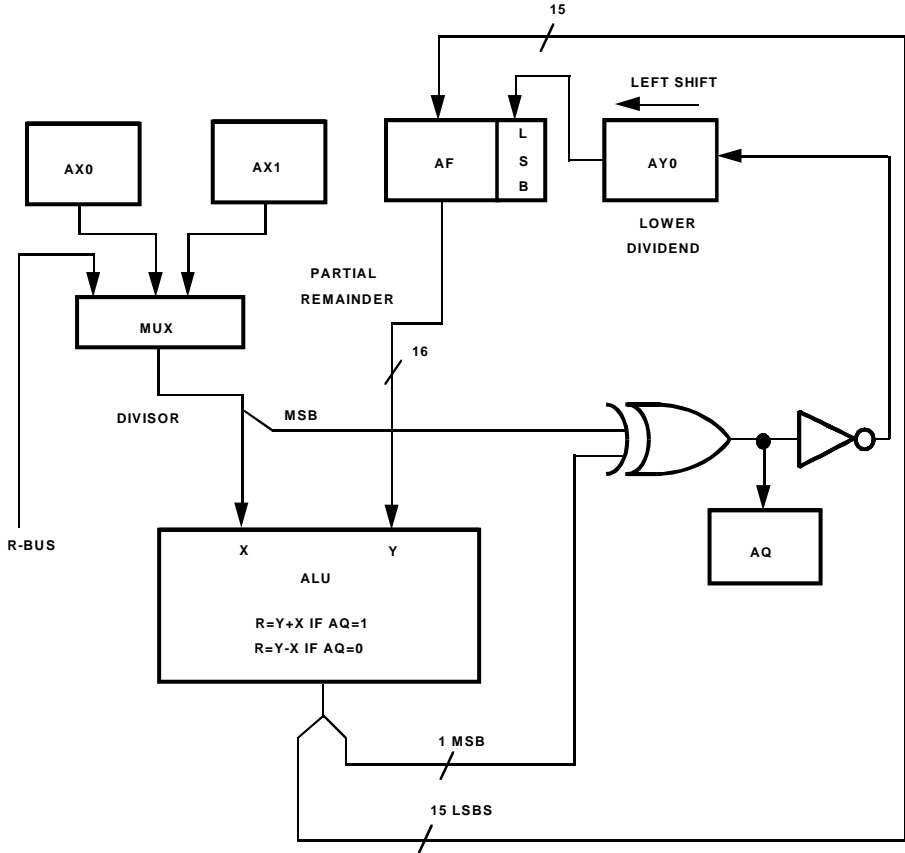 15
LEFT SHIFT
AX0
AX1
AF
L
S
B
AY0
LOWER
DIVIDEND
PARTIAL
REMAINDER
MUX
16
DIVISOR
MSB
R-BUS
X
Y
ALU
AQ
R=Y+X IF AQ=1
R=Y-X IF AQ=0
1 MSB
15 LSBS